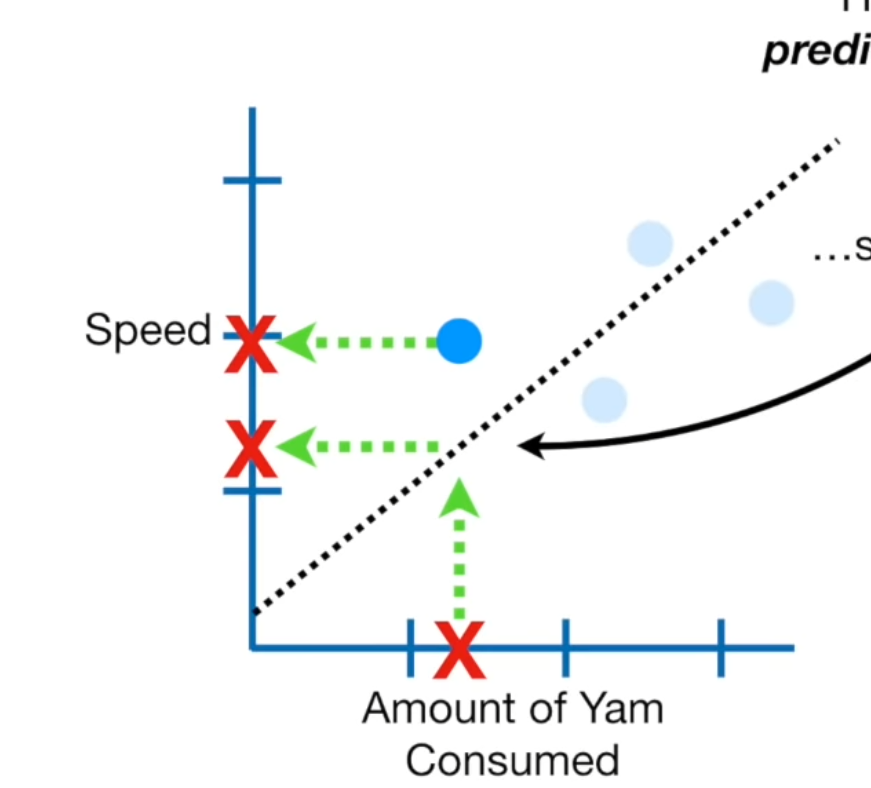 predi
...s
Speed
X
X
X
Amount of Yam
Consumed